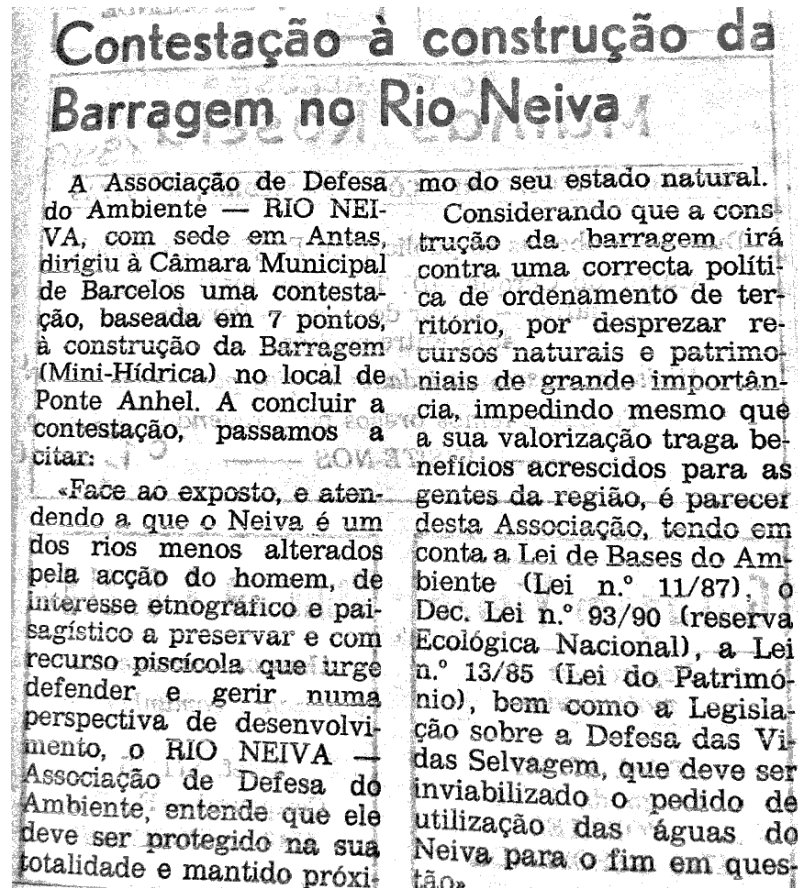 Contestação à construção da
Barragem no Rio Neiva
A Associação de Defesa
do Ambiente — RIO NEI-
VA, com sede em Antas,
dirigiu à Câmara Municipal
de Barcelos uma contesta-
ção, baseada em 7 pontos,
à construção da Barragem
(Mini-Hídrica) no local de
Ponte Anhel. A concluir a
contestação, passamos a
citar:
«Face ao exposto, e aten-
dendo a que o Neiva é um
dos rios menos alterados
pela acção do homem, de
interesse etnográfico e pai-
sagístico a preservar e com
recurso piscícola que urge
defender e gerir numa
perspectiva de desenvolvi-
mento, o RIO NEIVA —
Associação de Defesa do
Ambiente, entende que ele
deve ser protegido na sua
totalidade e mantido próxi-
mo do seu estado natural.
Considerando que a cons-
trução da barragem irá
contra uma correcta políti-
ca de ordenamento de ter-
ritório, por desprezar re-
cursos naturais e patrimo-
niais de grande importân-
cia, impedindo mesmo que
a sua valorização traga be-
nefícios acrescidos para as
gentes da região, é parecer
desta Associação, tendo em
conta a Lei de Bases do Am-
biente (Lei n.º 11/87), o
Dec. Lei n.º 93/90 (reserva
Ecológica Nacional), a Lei
n.º 13/85 (Lei do Patrimó-
nio), bem como a Legisla-
ção sobre a Defesa das Vi-
das Selvagem, que deve ser
inviabilizado o pedido de
utilização das águas do
Neiva para o fim em ques-
tão».